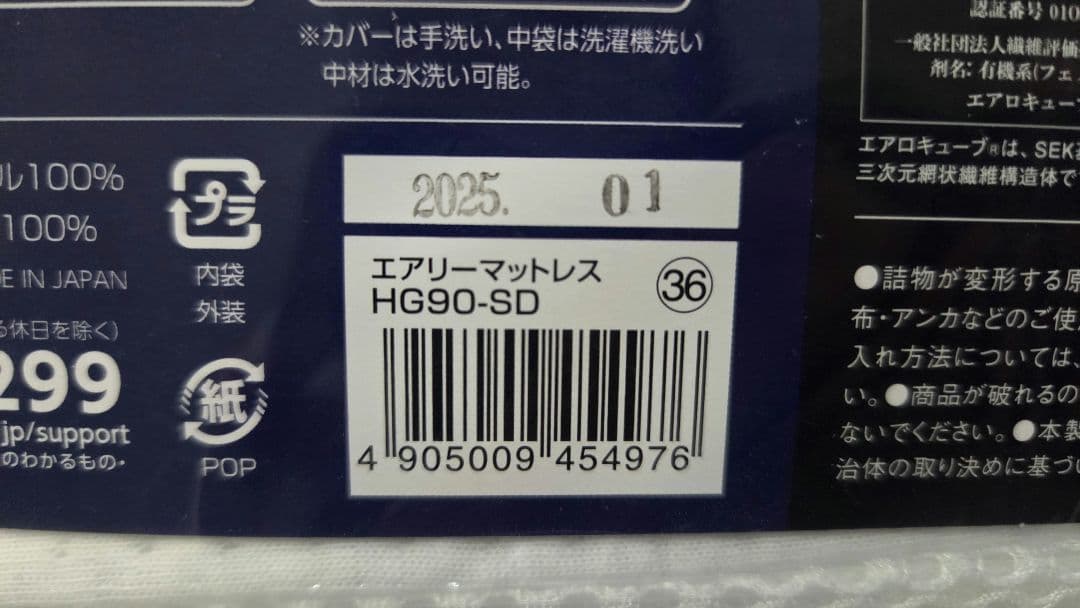 ※カバーは手洗い、中袋は洗濯機洗い
中材は水洗い可能。
認証番号 010
一般社団法人繊維評価
剤名: 有機系(フェ
エアロキューブ
エアロキューブ®は、SEK
三次元網状繊維構造体で
ル100%
100%
E IN JAPAN
る休日を除く)
299
jp/support
のわかるもの・
プラ
内袋
外装
紙
POP
2025. 01
エアリーマットレス
HG90-SD
36
4 905009 454976
●詰物が変形する原
布・アンカなどのご使
入れ方法については、
い。●商品が破れるの
ないでください。●本製
治体の取り決めに基づ